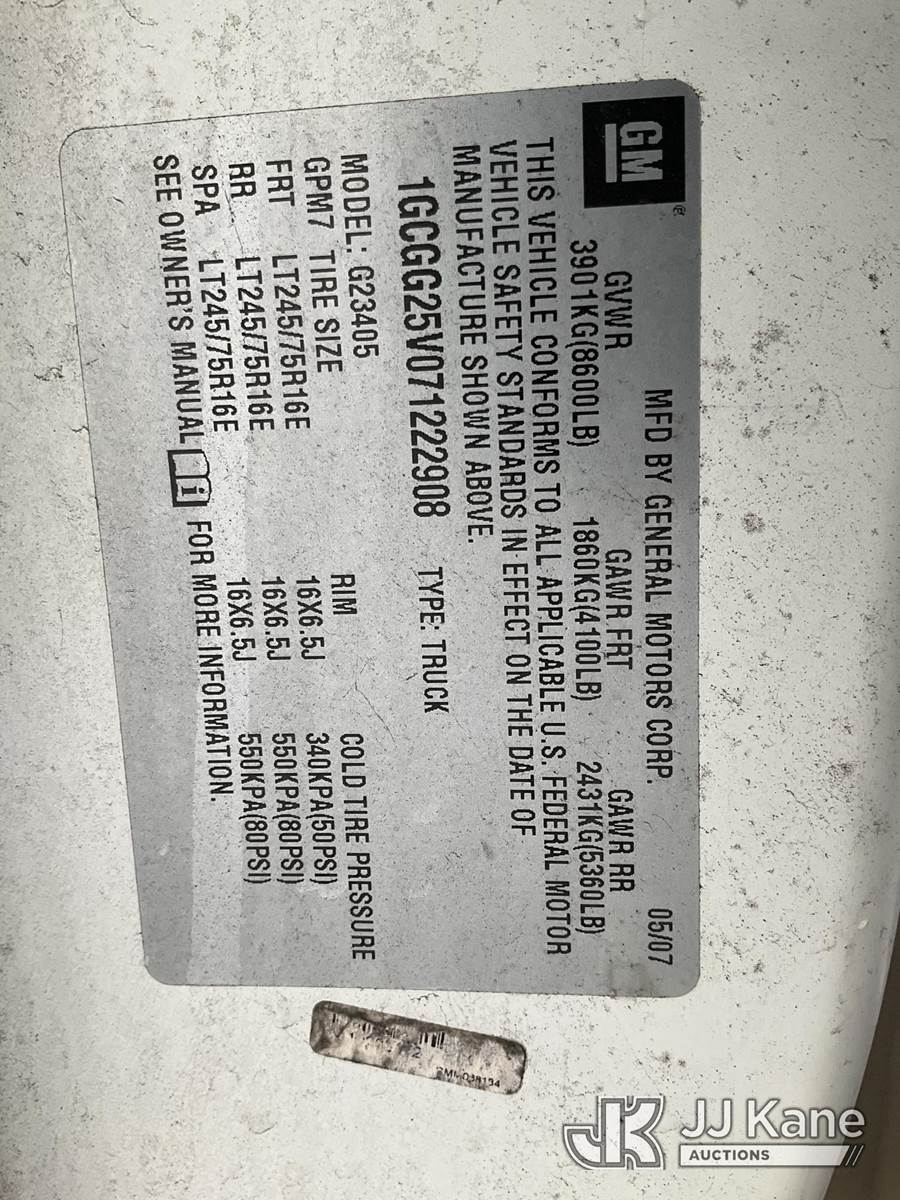 GM ®
MFD BY GENERAL MOTORS CORP. 05/07
GVWR GAWR FRT GAWR RR
3901KG(8600LB) 1860KG(4100LB) 2431KG(5360LB)
THIS VEHICLE CONFORMS TO ALL APPLICABLE U.S. FEDERAL MOTOR
VEHICLE SAFETY STANDARDS IN EFFECT ON THE DATE OF
MANUFACTURE SHOWN ABOVE.
1GCGG25V071222908 TYPE: TRUCK
MODEL: G23405
GPM7 TIRE SIZE RIM COLD TIRE PRESSURE
FRT LT245/75R16E 16X6.5J 340KPA(50PSI)
RR LT245/75R16E 16X6.5J 550KPA(80PSI)
SPA LT245/75R16E 16X6.5J 550KPA(80PSI)
SEE OWNER'S MANUAL i FOR MORE INFORMATION.
JK JJ Kane
AUCTIONS